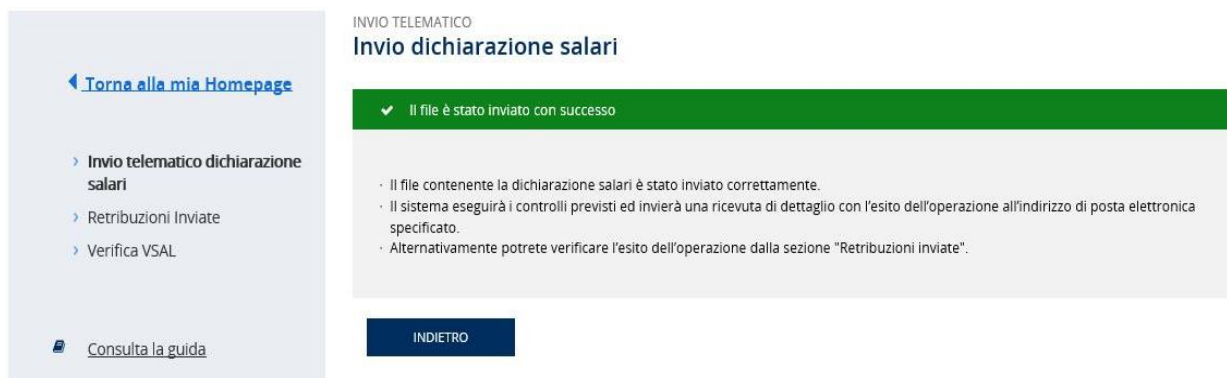 Torna alla mia Homepage
Invio telematico dichiarazione
salari
Retribuzioni Inviate
Verifica VSAL
Consulta la guida
INVIO TELEMATICO
Invio dichiarazione salari
Il file è stato inviato con successo
· Il file contenente la dichiarazione salari è stato inviato correttamente.
· Il sistema eseguirà i controlli previsti ed invierà una ricevuta di dettaglio con l'esito dell'operazione all'indirizzo di posta elettronica
specificato.
· Alternativamente potrete verificare l'esito dell'operazione dalla sezione "Retribuzioni inviate".
INDIETRO